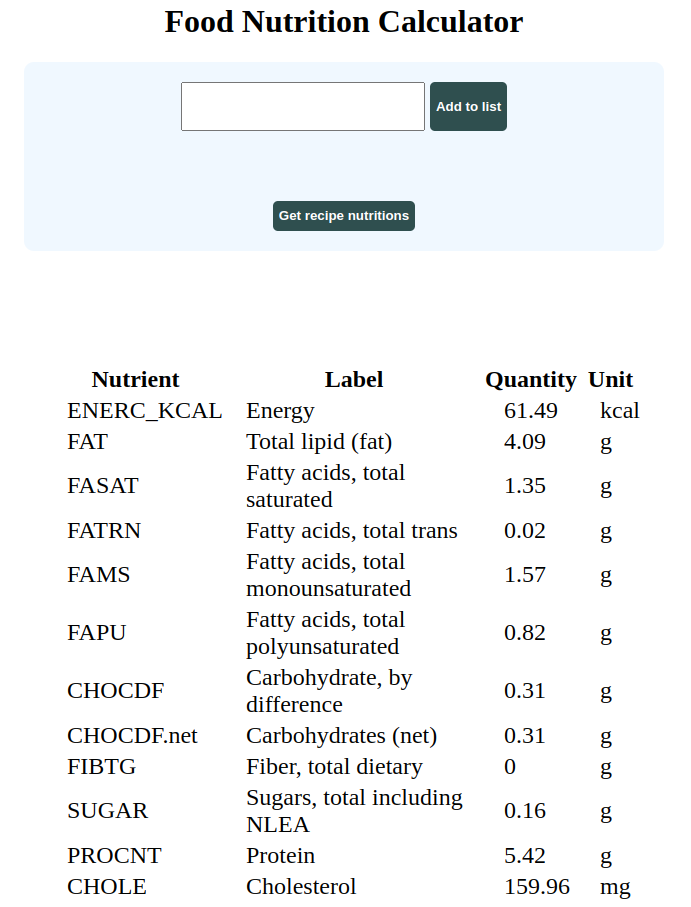 Food Nutrition Calculator
Add to list
Get recipe nutritions
Nutrient Label Quantity Unit
ENERC_KCAL Energy 61.49 kcal
FAT Total lipid (fat) 4.09 g
FASAT Fatty acids, total saturated 1.35 g
FATRN Fatty acids, total trans 0.02 g
FAMS Fatty acids, total monounsaturated 1.57 g
FAPU Fatty acids, total polyunsaturated 0.82 g
CHOCDF Carbohydrate, by difference 0.31 g
CHOCDF.net Carbohydrates (net) 0.31 g
FIBTG Fiber, total dietary 0 g
SUGAR Sugars, total including NLEA 0.16 g
PROCNT Protein 5.42 g
CHOLE Cholesterol 159.96 mg